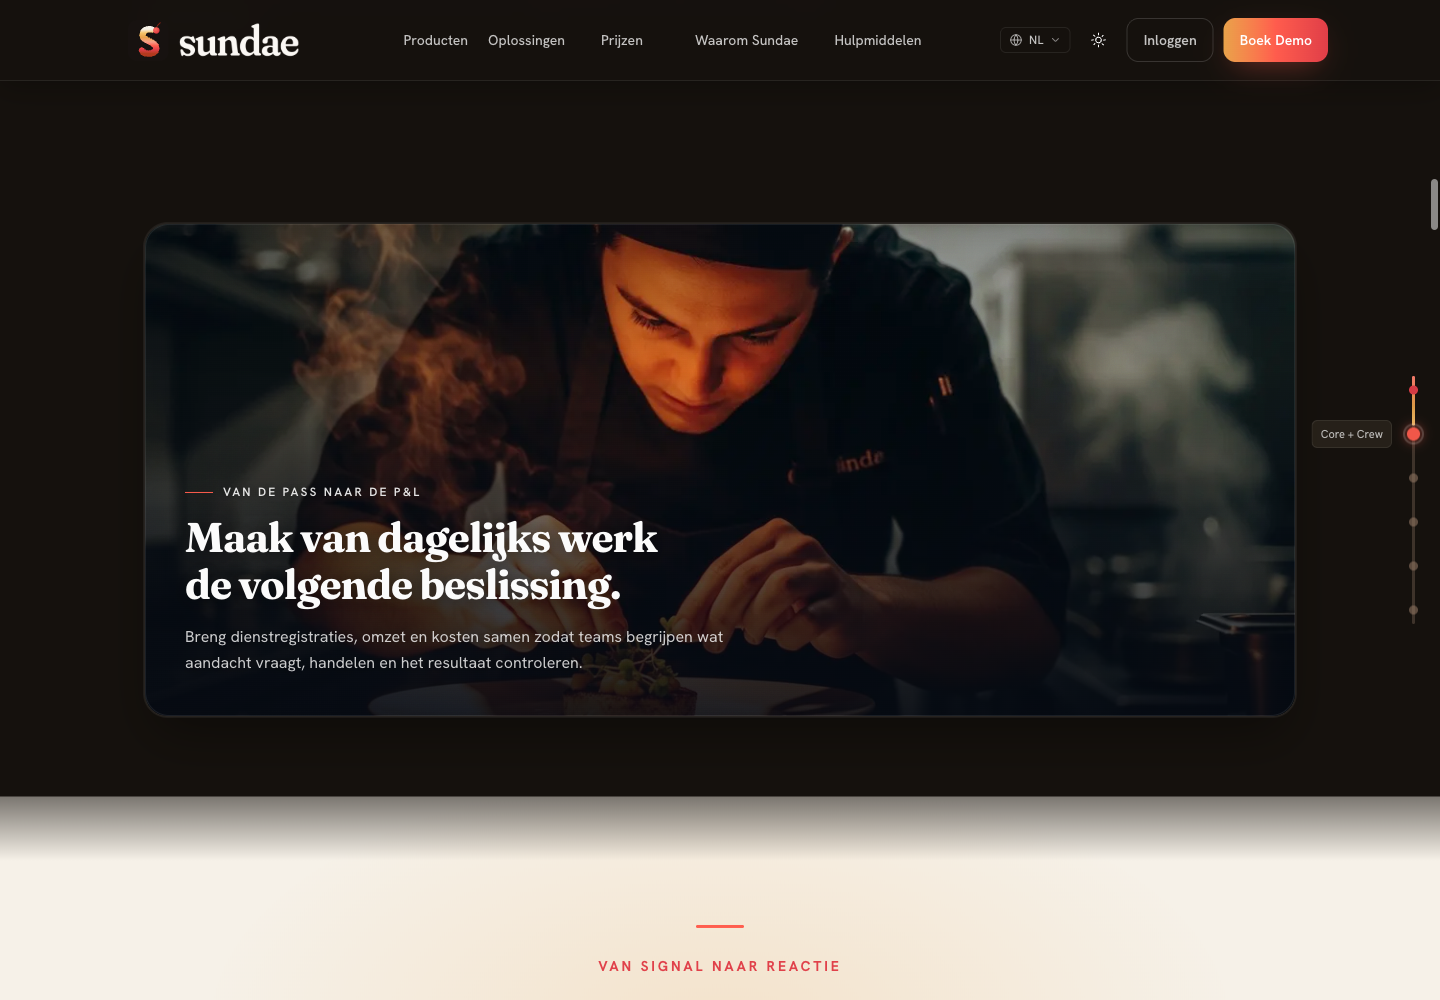 sundae
Producten
Oplossingen
Prijzen
Waarom Sundae
Hulpmiddelen
NL
Inloggen
Boek Demo
Core + Crew
VAN DE PASS NAAR DE P&L
Maak van dagelijks werk
de volgende beslissing.
Breng dienstregistraties, omzet en kosten samen zodat teams begrijpen wat
aandacht vraagt, handelen en het resultaat controleren.
VAN SIGNAL NAAR REACTIE